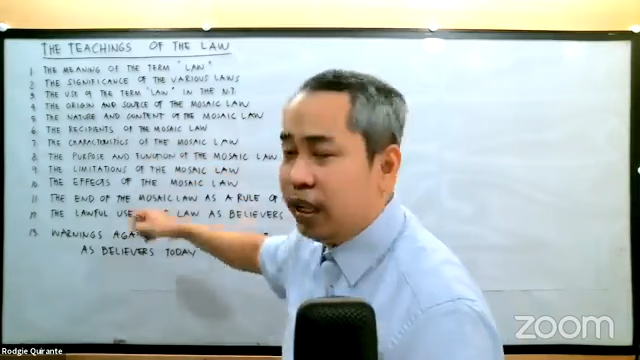 THE TEACHINGS OF THE LAW
1. THE MEANING OF THE TERM "LAW"
2. THE SIGNIFICANCE OF THE VARIOUS LAWS
3. THE USE OF THE TERM "LAW" IN THE N.T.
4. THE ORIGIN AND SOURCE OF THE MOSAIC LAW
5. THE NATURE AND CONTENT OF THE MOSAIC LAW
6. THE RECIPIENTS OF THE MOSAIC LAW
7. THE CHARACTERISTICS OF THE MOSAIC LAW
8. THE PURPOSE AND FUNCTION OF THE MOSAIC LAW
9. THE LIMITATIONS OF THE MOSAIC LAW
10. THE EFFECTS OF THE MOSAIC LAW
11. THE END OF THE MOSAIC LAW AS A RULE OF
12. THE LAWFUL USE LAW AS BELIEVERS
13. WARNINGS
AS BELIEVERS TODAY
zoom
Rodgie Quirante